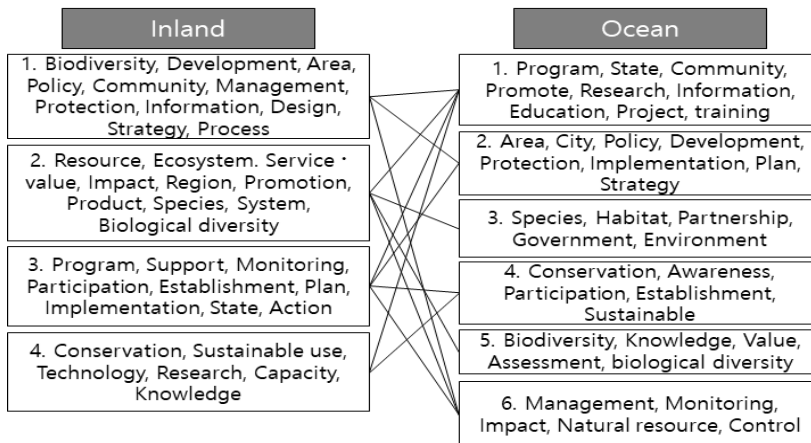 Inland
1. Biodiversity, Development, Area,
Policy, Community, Management,
Protection, Information, Design,
Strategy, Process
2. Resource, Ecosystem. Service・
value, Impact, Region, Promotion,
Product, Species, System,
Biological diversity
3. Program, Support, Monitoring,
Participation, Establishment, Plan,
Implementation, State, Action
4. Conservation, Sustainable use,
Technology, Research, Capacity,
Knowledge
Ocean
1. Program, State, Community,
Promote, Research, Information,
Education, Project, training
2. Area, City, Policy, Development,
Protection, Implementation, Plan,
Strategy
3. Species, Habitat, Partnership,
Government, Environment
4. Conservation, Awareness,
Participation, Establishment,
Sustainable
5. Biodiversity, Knowledge, Value,
Assessment, biological diversity
6. Management, Monitoring,
Impact, Natural resource, Control